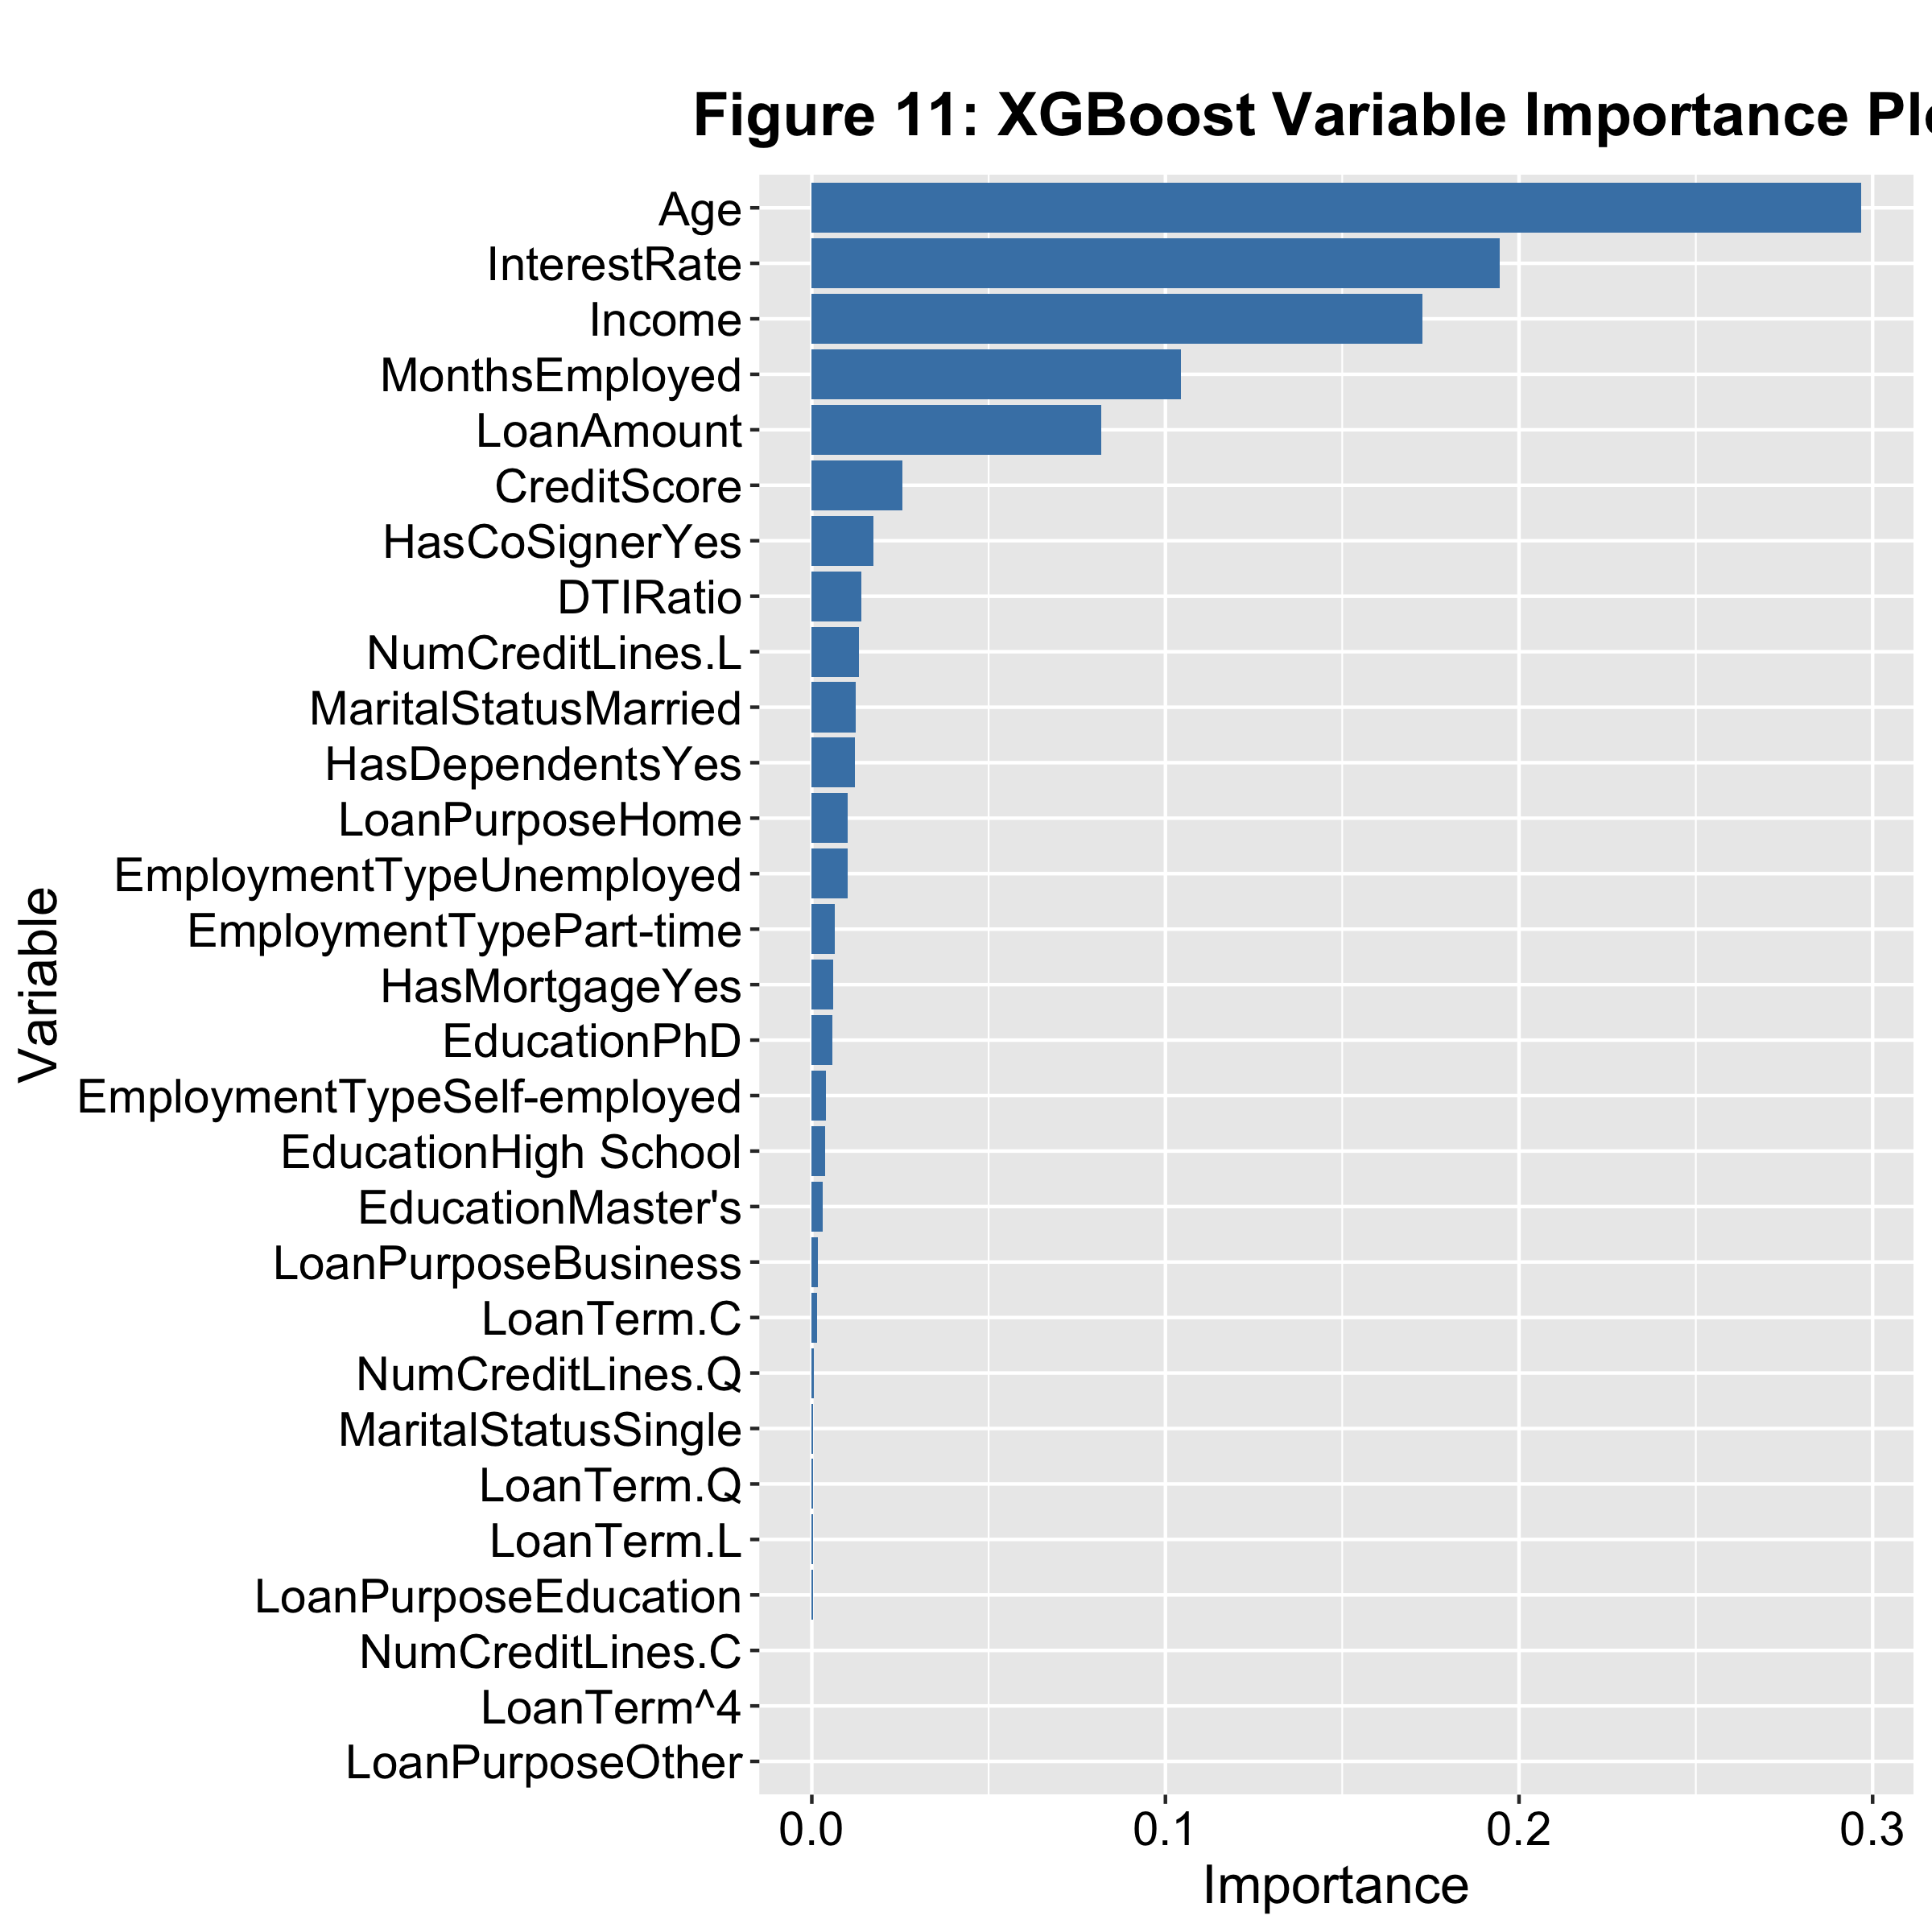 Figure 11: XGBoost Variable Importance Pl
Age
InterestRate
Income
MonthsEmployed
LoanAmount
CreditScore
HasCoSignerYes
DTIRatio
NumCreditLines.L
MaritalStatusMarried
HasDependentsYes
LoanPurposeHome
EmploymentTypeUnemployed
EmploymentTypePart-time
HasMortgageYes
EducationPhD
EmploymentTypeSelf-employed
EducationHigh School
EducationMaster's
LoanPurposeBusiness
LoanTerm.C
NumCreditLines.Q
MaritalStatusSingle
LoanTerm.Q
LoanTerm.L
LoanPurposeEducation
NumCreditLines.C
LoanTerm^4
LoanPurposeOther
Variable
0.0 0.1 0.2 0.3
Importance